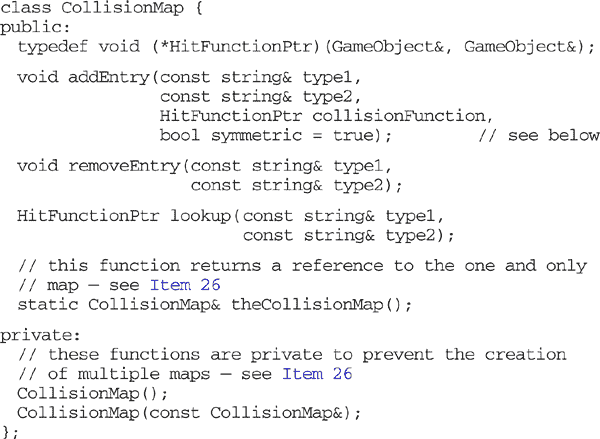 class CollisionMap {
public:
  typedef void (*HitFunctionPtr)(GameObject&, GameObject&);
  void addEntry(const string& type1,
                const string& type2,
                HitFunctionPtr collisionFunction,
                bool symmetric = true);        // see below
  void removeEntry(const string& type1,
                   const string& type2);
  HitFunctionPtr lookup(const string& type1,
                        const string& type2);
  // this function returns a reference to the one and only
  // map — see Item 26
  static CollisionMap& theCollisionMap();
private:
  // these functions are private to prevent the creation
  // of multiple maps — see Item 26
  CollisionMap();
  CollisionMap(const CollisionMap&);
};